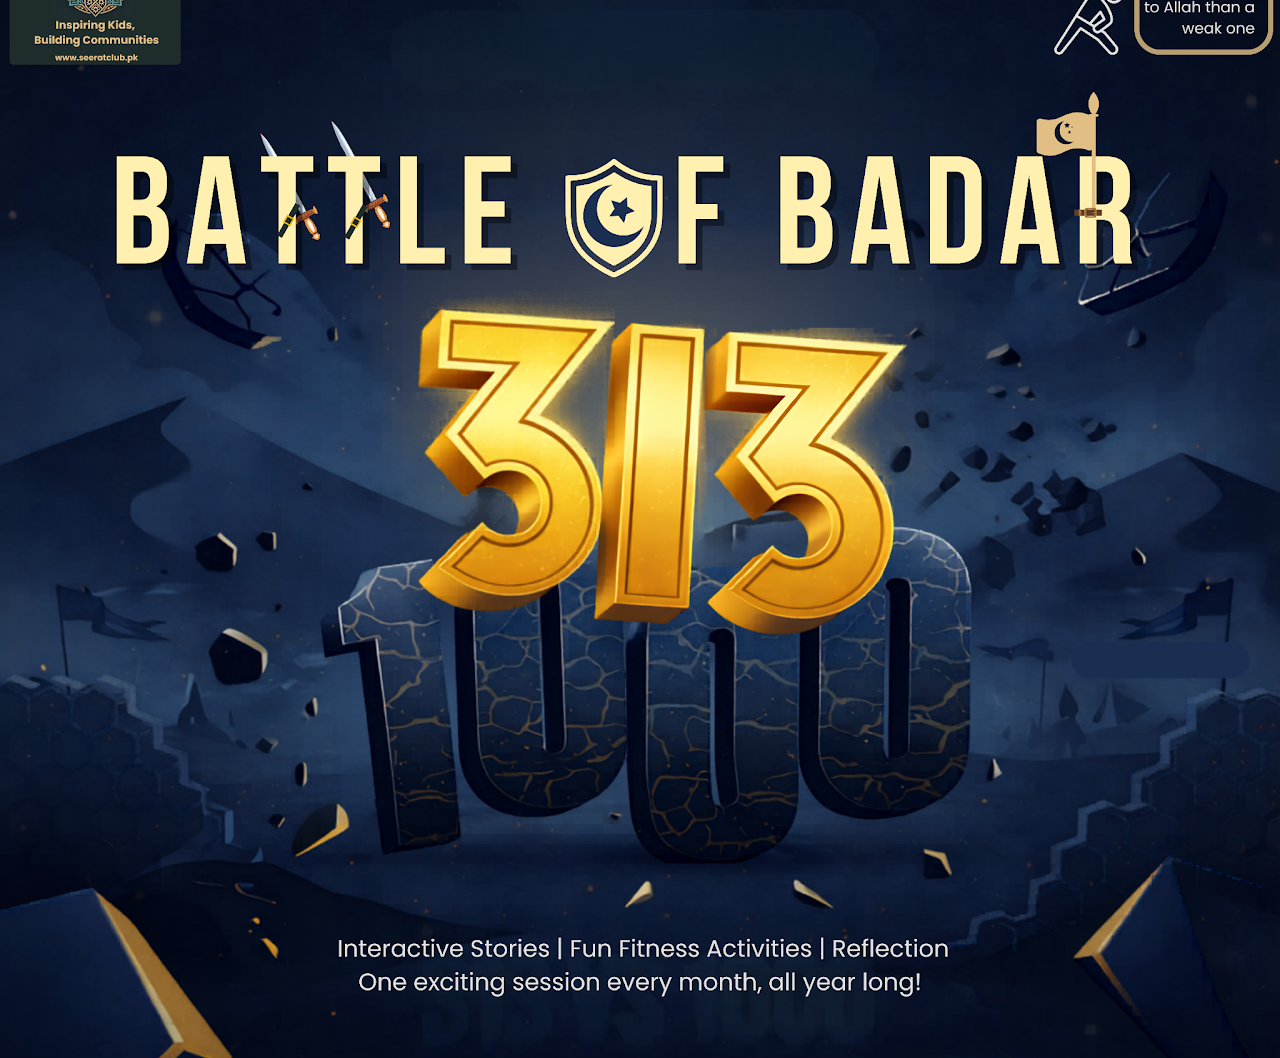 Inspiring Kids,
Building Communities
www.seeratclub.pk
to Allah than a
weak one
BATTLE OF BADAR
313
1000
Interactive Stories | Fun Fitness Activities | Reflection
One exciting session every month, all year long!